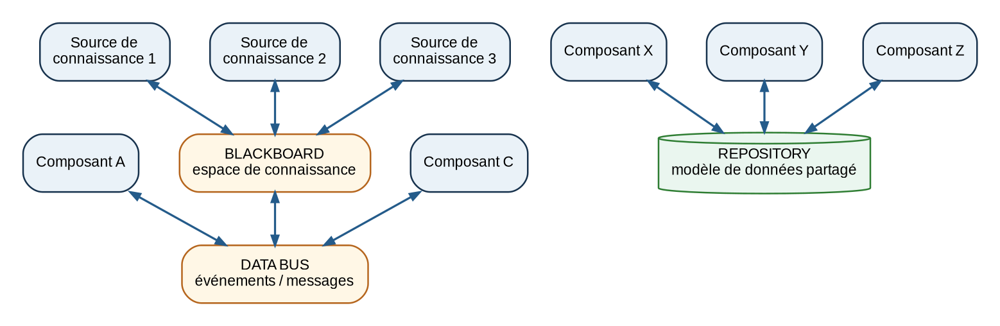 Source de
connaissance 1
Source de
connaissance 2
Source de
connaissance 3
Composant X
Composant Y
Composant Z
Composant A
BLACKBOARD
espace de connaissance
Composant C
REPOSITORY
modèle de données partagé
DATA BUS
événements / messages